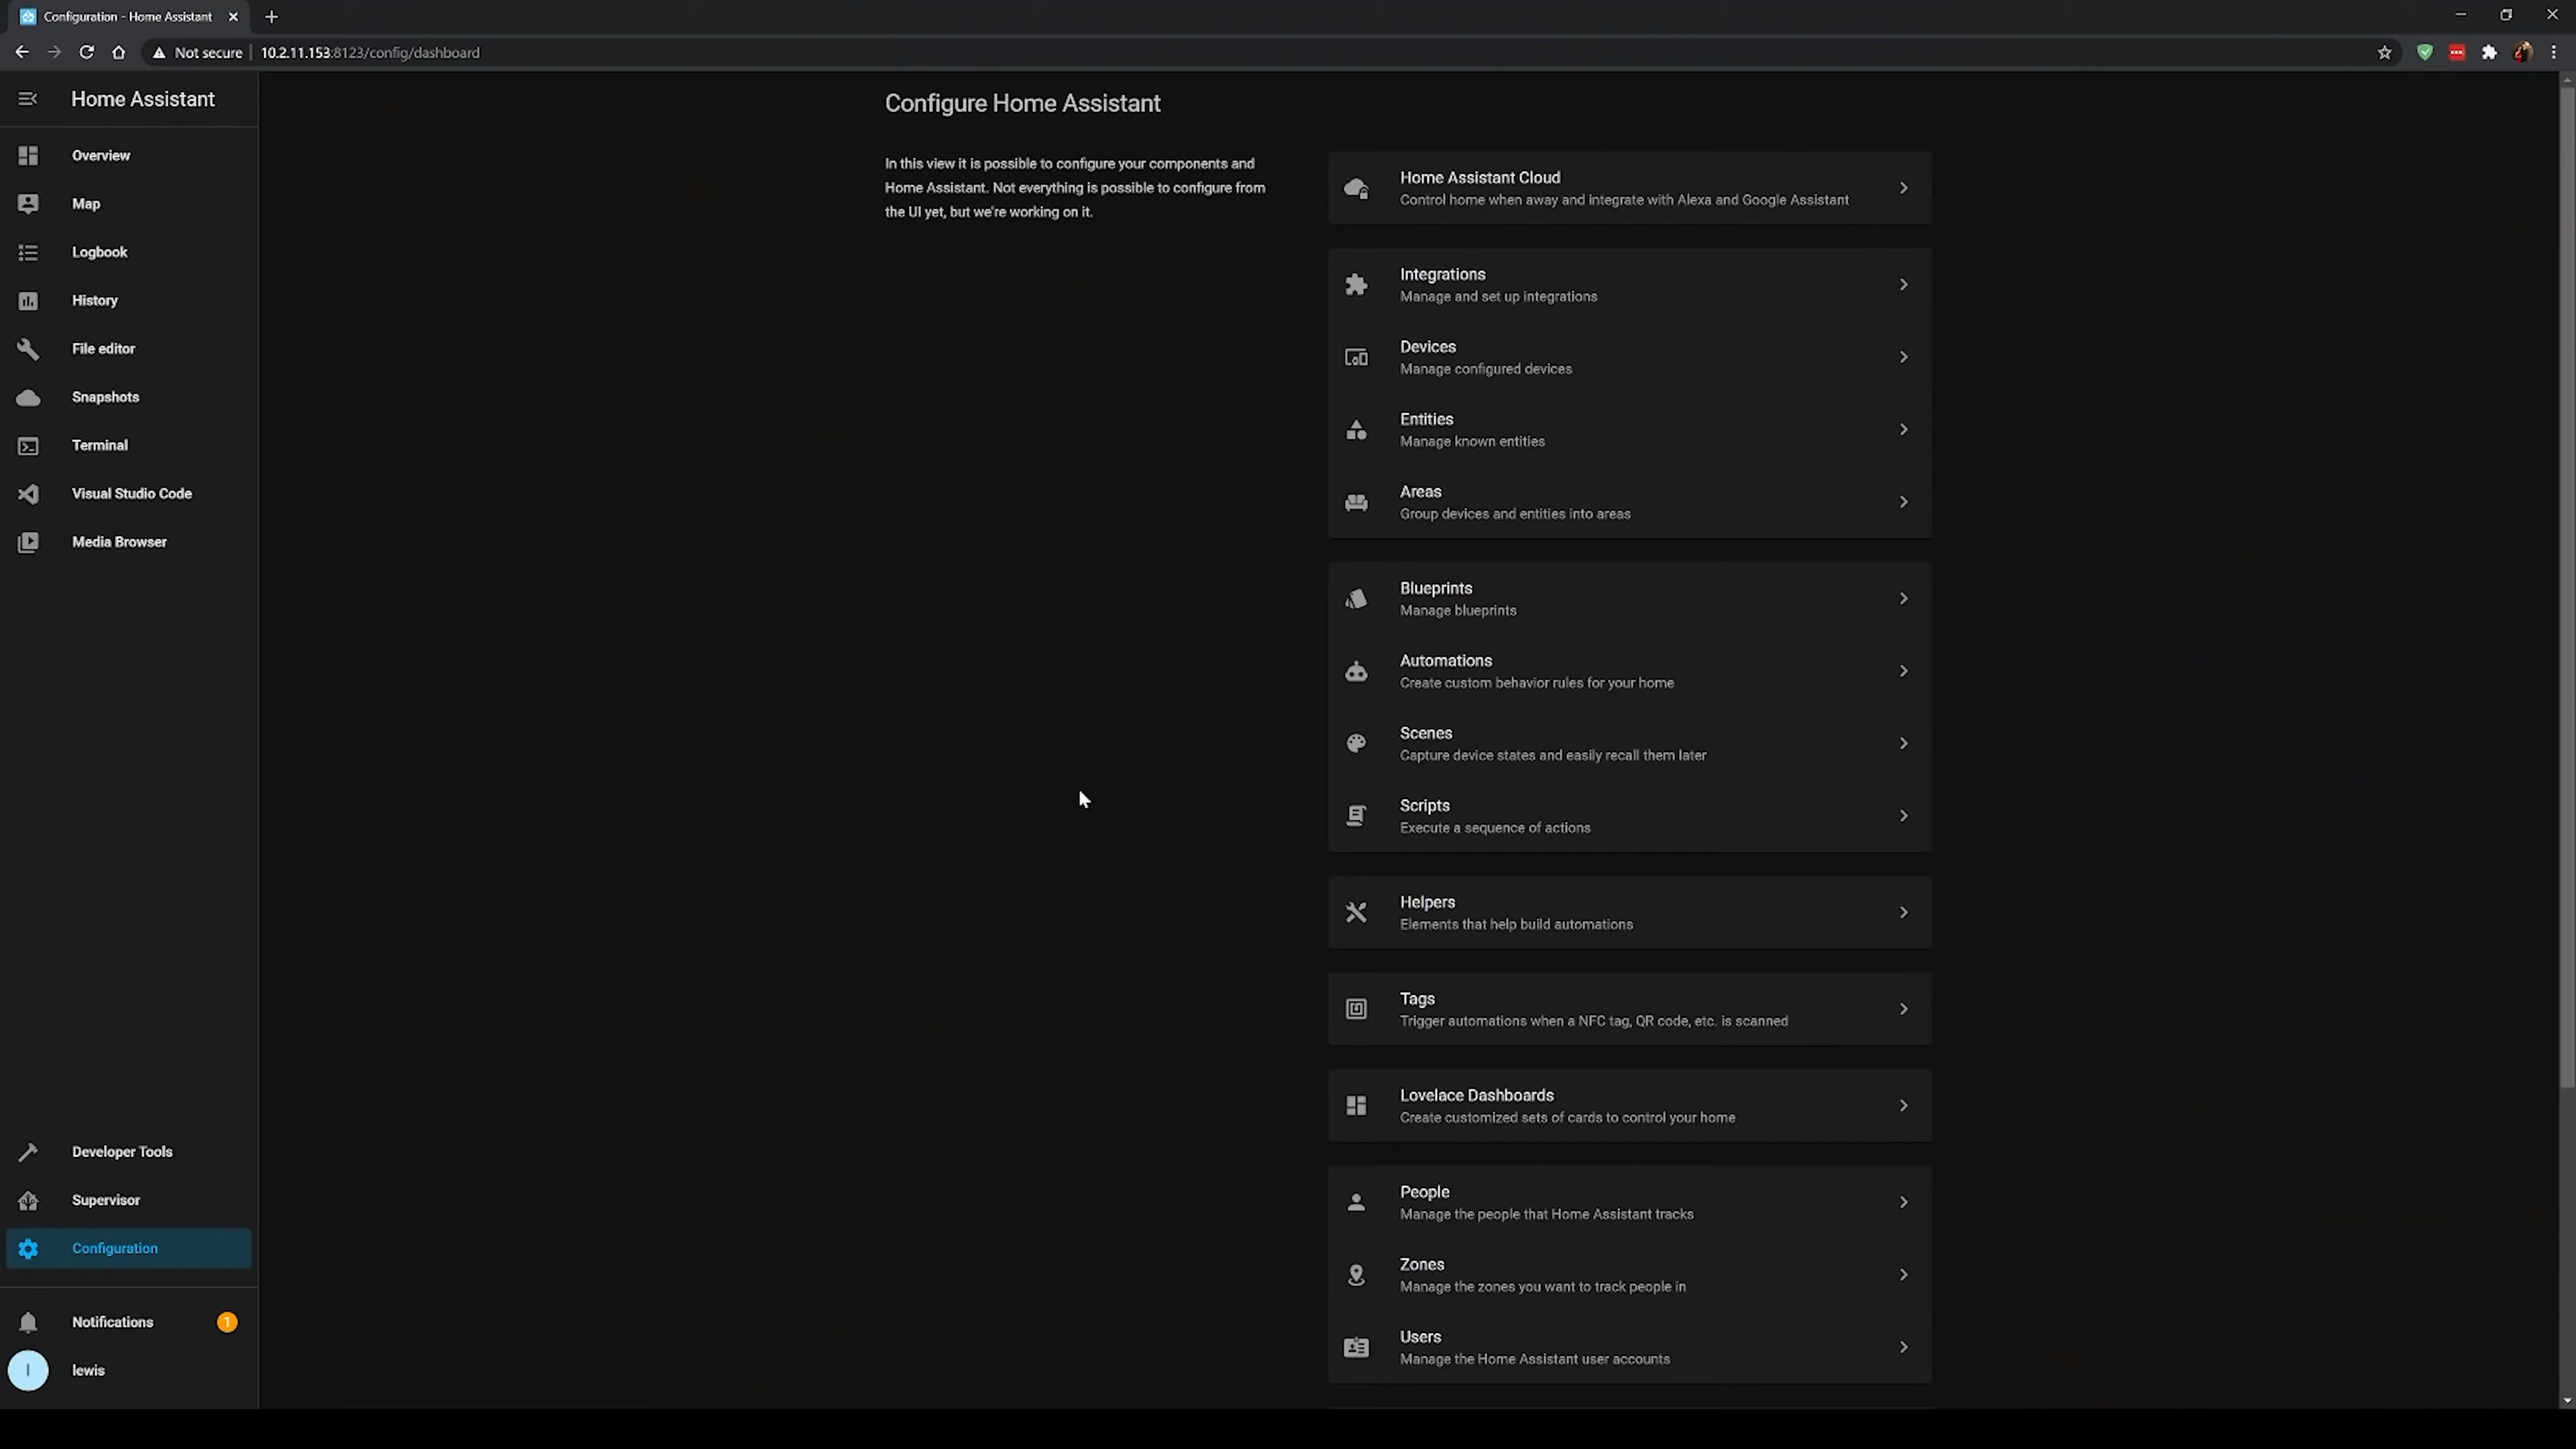 Configuration - Home Assistant
Not secure
10.2.11.153:8123/config/dashboard
Home Assistant
Overview
Map
Logbook
History
File editor
Snapshots
Terminal
Visual Studio Code
Media Browser
Developer Tools
Supervisor
Configuration
Notifications
1
l
lewis
Configure Home Assistant
In this view it is possible to configure your components and
Home Assistant. Not everything is possible to configure from
the UI yet, but we're working on it.
Home Assistant Cloud
Control home when away and integrate with Alexa and Google Assistant
Integrations
Manage and set up integrations
Devices
Manage configured devices
Entities
Manage known entities
Areas
Group devices and entities into areas
Blueprints
Manage blueprints
Automations
Create custom behavior rules for your home
Scenes
Capture device states and easily recall them later
Scripts
Execute a sequence of actions
Helpers
Elements that help build automations
Tags
Trigger automations when a NFC tag, QR code, etc. is scanned
Lovelace Dashboards
Create customized sets of cards to control your home
People
Manage the people that Home Assistant tracks
Zones
Manage the zones you want to track people in
Users
Manage the Home Assistant user accounts